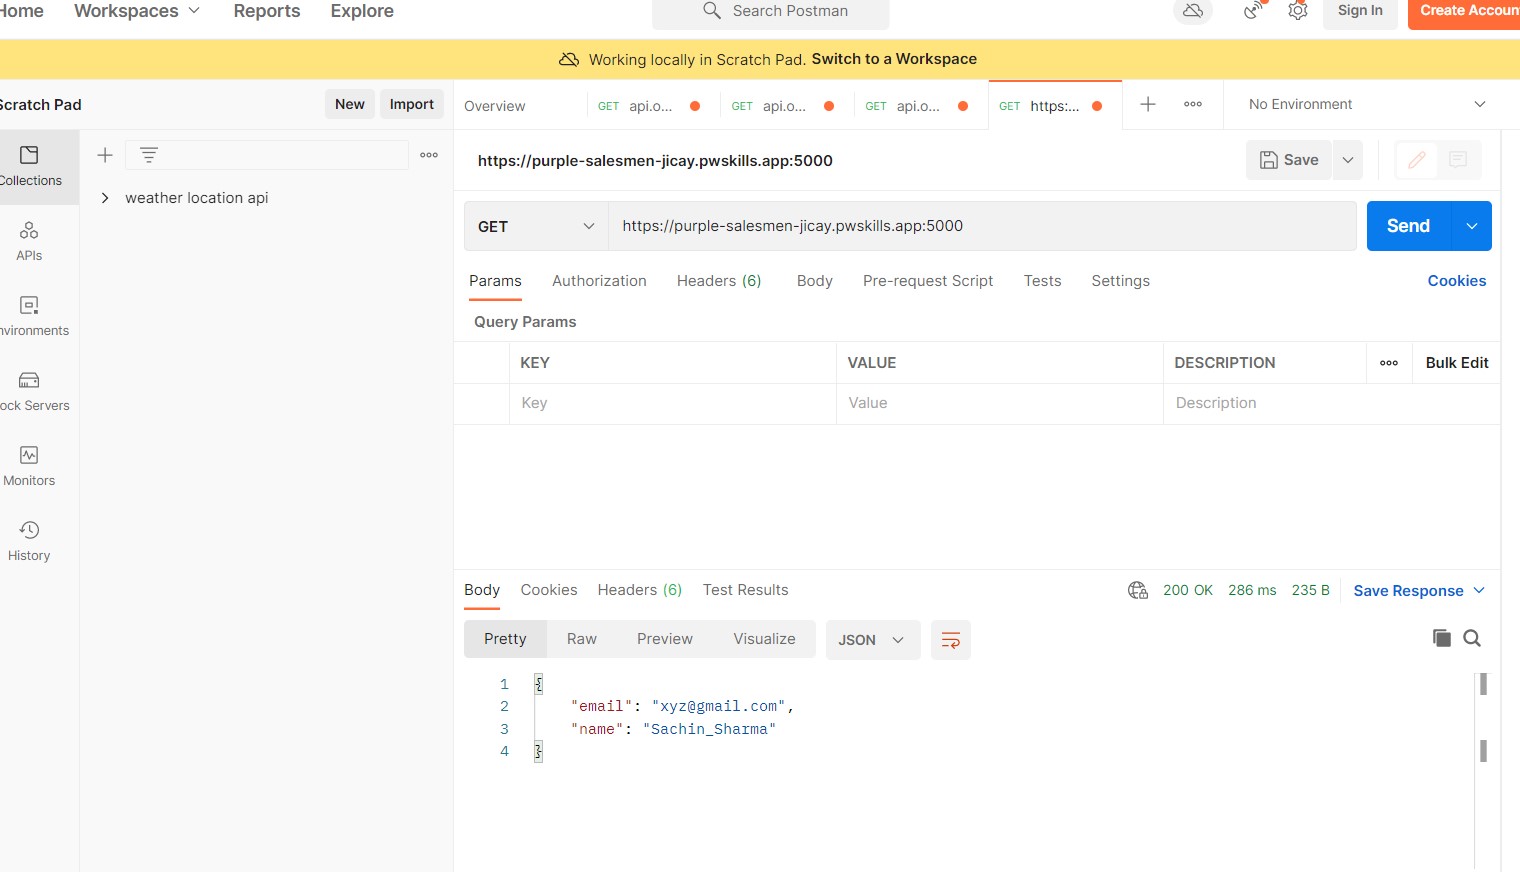 Home Workspaces Reports Explore Search Postman Sign In Create Accoun
Working locally in Scratch Pad. Switch to a Workspace
Scratch Pad New Import Overview GET api.o... GET api.o... GET api.o... GET https:... No Environment
Collections
weather location api
APIs
nvironments
ock Servers
Monitors
History
https://purple-salesmen-jicay.pwskills.app:5000 Save
GET https://purple-salesmen-jicay.pwskills.app:5000 Send
Params Authorization Headers (6) Body Pre-request Script Tests Settings Cookies
Query Params
KEY VALUE DESCRIPTION Bulk Edit
Key Value Description
Body Cookies Headers (6) Test Results 200 OK 286 ms 235 B Save Response
Pretty Raw Preview Visualize JSON
1 {
2 "email": "xyz@gmail.com",
3 "name": "Sachin_Sharma"
4 }